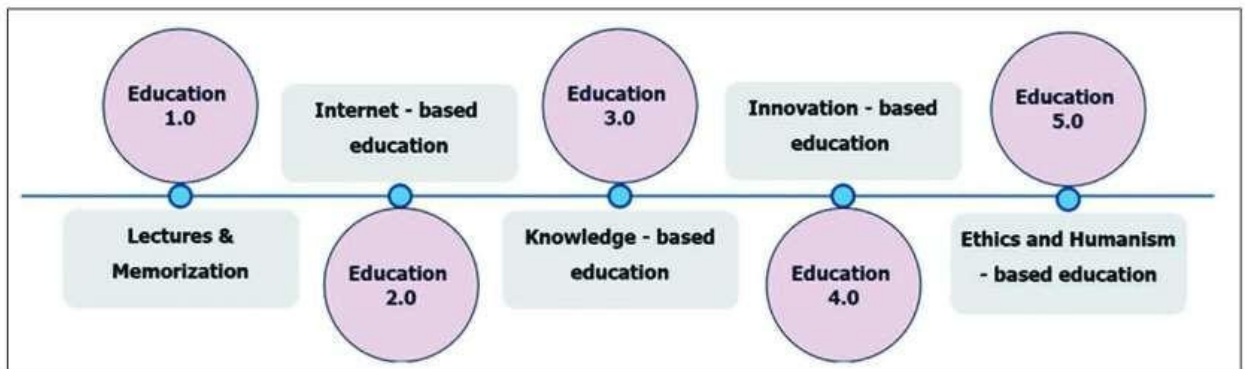 Education
1.0
Lectures &
Memorization
Internet - based
education
Education
2.0
Education
3.0
Knowledge - based
education
Innovation - based
education
Education
4.0
Education
5.0
Ethics and Humanism
- based education